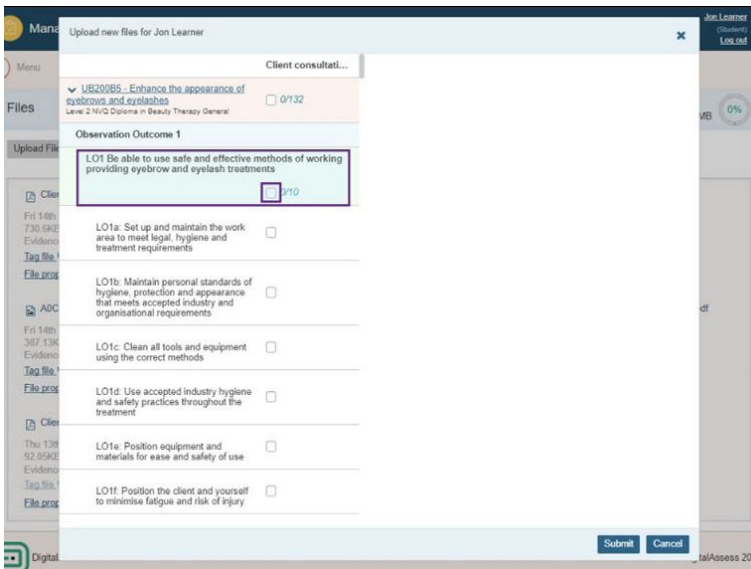 Mana
Upload new files for Jon Learner
Jon Learner
(Student)
Log out
Menu
Client consultati...
Files
UB200B5 - Enhance the appearance of
eyebrows and eyelashes
0/132
Level 2 NVQ Diploma in Beauty Therapy General
MB
0%
Observation Outcome 1
Upload File
LO1 Be able to use safe and effective methods of working
providing eyebrow and eyelash treatments
0/10
Clien
Fri 14th
730.6KE
Evidenc
Tag file
File prop
LO1a: Set up and maintain the work
area to meet legal, hygiene and
treatment requirements
LO1b: Maintain personal standards of
hygiene, protection and appearance
that meets accepted industry and
organisational requirements
A0C
df
Fri 14th
387.13K
Evidenc
Tag file
File prop
LO1c: Clean all tools and equipment
using the correct methods
LO1d: Use accepted industry hygiene
and safety practices throughout the
treatment
Clien
Thu 13th
92.05KE
Evidenc
Tag file
File prop
LO1e: Position equipment and
materials for ease and safety of use
LO1f: Position the client and yourself
to minimise fatigue and risk of injury
Submit
Cancel
Digital
talAssess 20